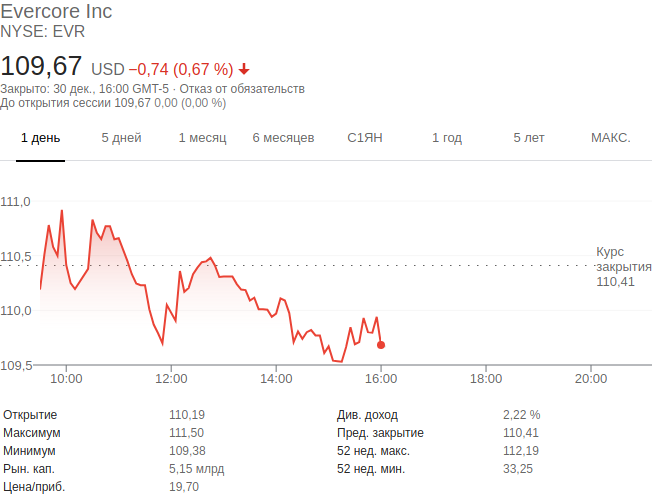 Evercore Inc
NYSE: EVR
109,67 USD −0,74 (0,67 %)
Закрыто: 30 дек., 16:00 GMT-5 · Отказ от обязательств
До открытия сессии 109,67 0,00 (0,00 %)
1 день 5 дней 1 месяц 6 месяцев С1ЯН 1 год 5 лет МАКС.
111,0
110,5
Курс
закрытия
110,41
110,0
109,5
10:00 12:00 14:00 16:00 18:00 20:00
Открытие 110,19 Див. доход 2,22 %
Максимум 111,50 Пред. закрытие 110,41
Минимум 109,38 52 нед. макс. 112,19
Рын. кап. 5,15 млрд 52 нед. мин. 33,25
Цена/приб. 19,70